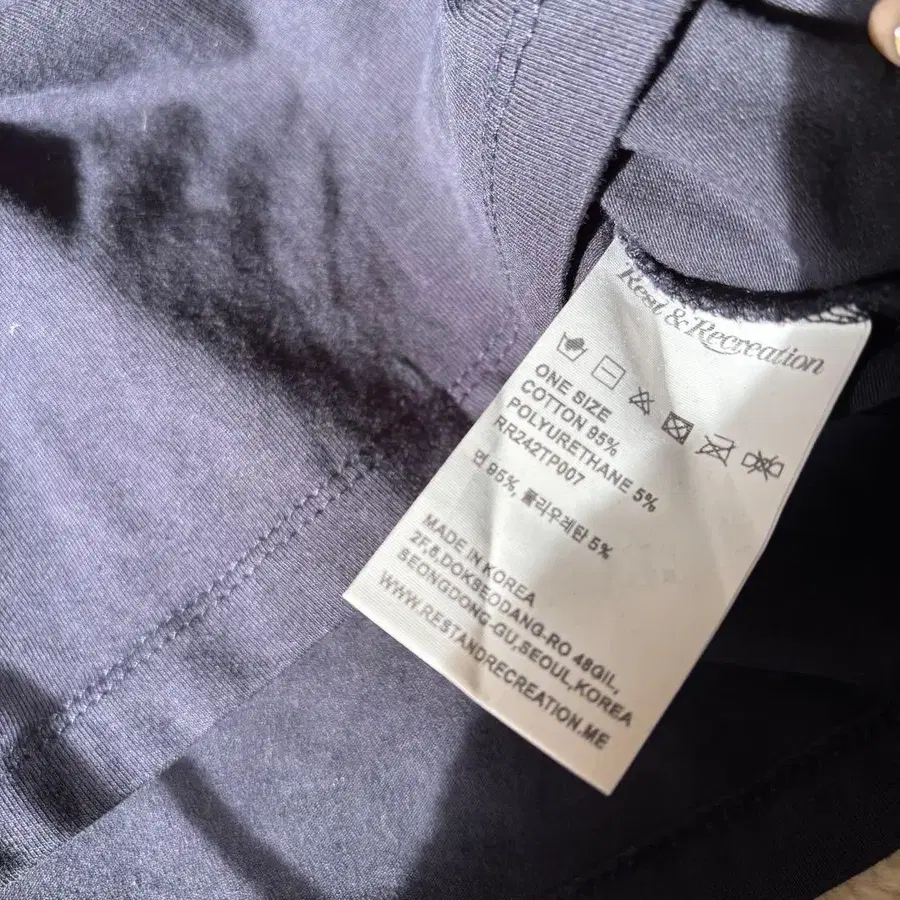 Rest & Recreation
ONE SIZE
COTTON 95%
POLYURETHANE 5%
RR242TP007
면 95%, 폴리우레탄 5%
MADE IN KOREA
2F,8,DOKSEODANG-RO 48GIL,
SEONGDONG-GU,SEOUL,KOREA
WWW.RESTANDRECREATION.ME